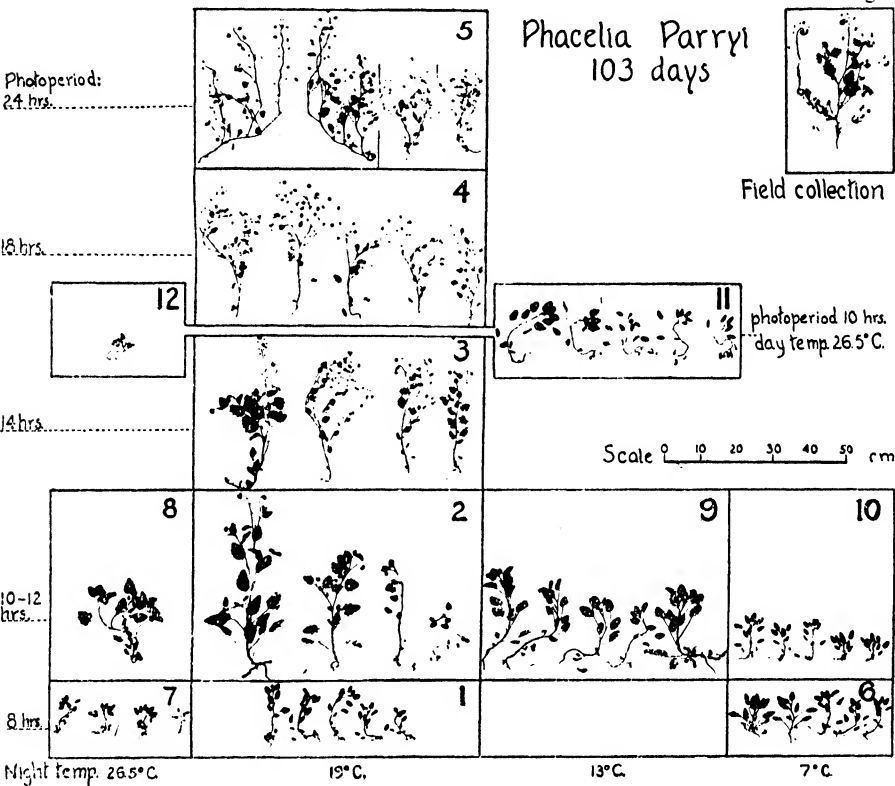 5
Phacelia Parryi
103 days
Photoperiod:
24 hrs.
Field collection
4
18 hrs.
12
11
photoperiod 10 hrs.
day temp. 26.5°C.
3
14 hrs.
Scale 0 10 20 30 40 50 cm
8
2
9
10
10-12
hrs.
7
1
6
8 hrs.
Night temp. 26.5°C.
19°C.
13°C.
7°C.